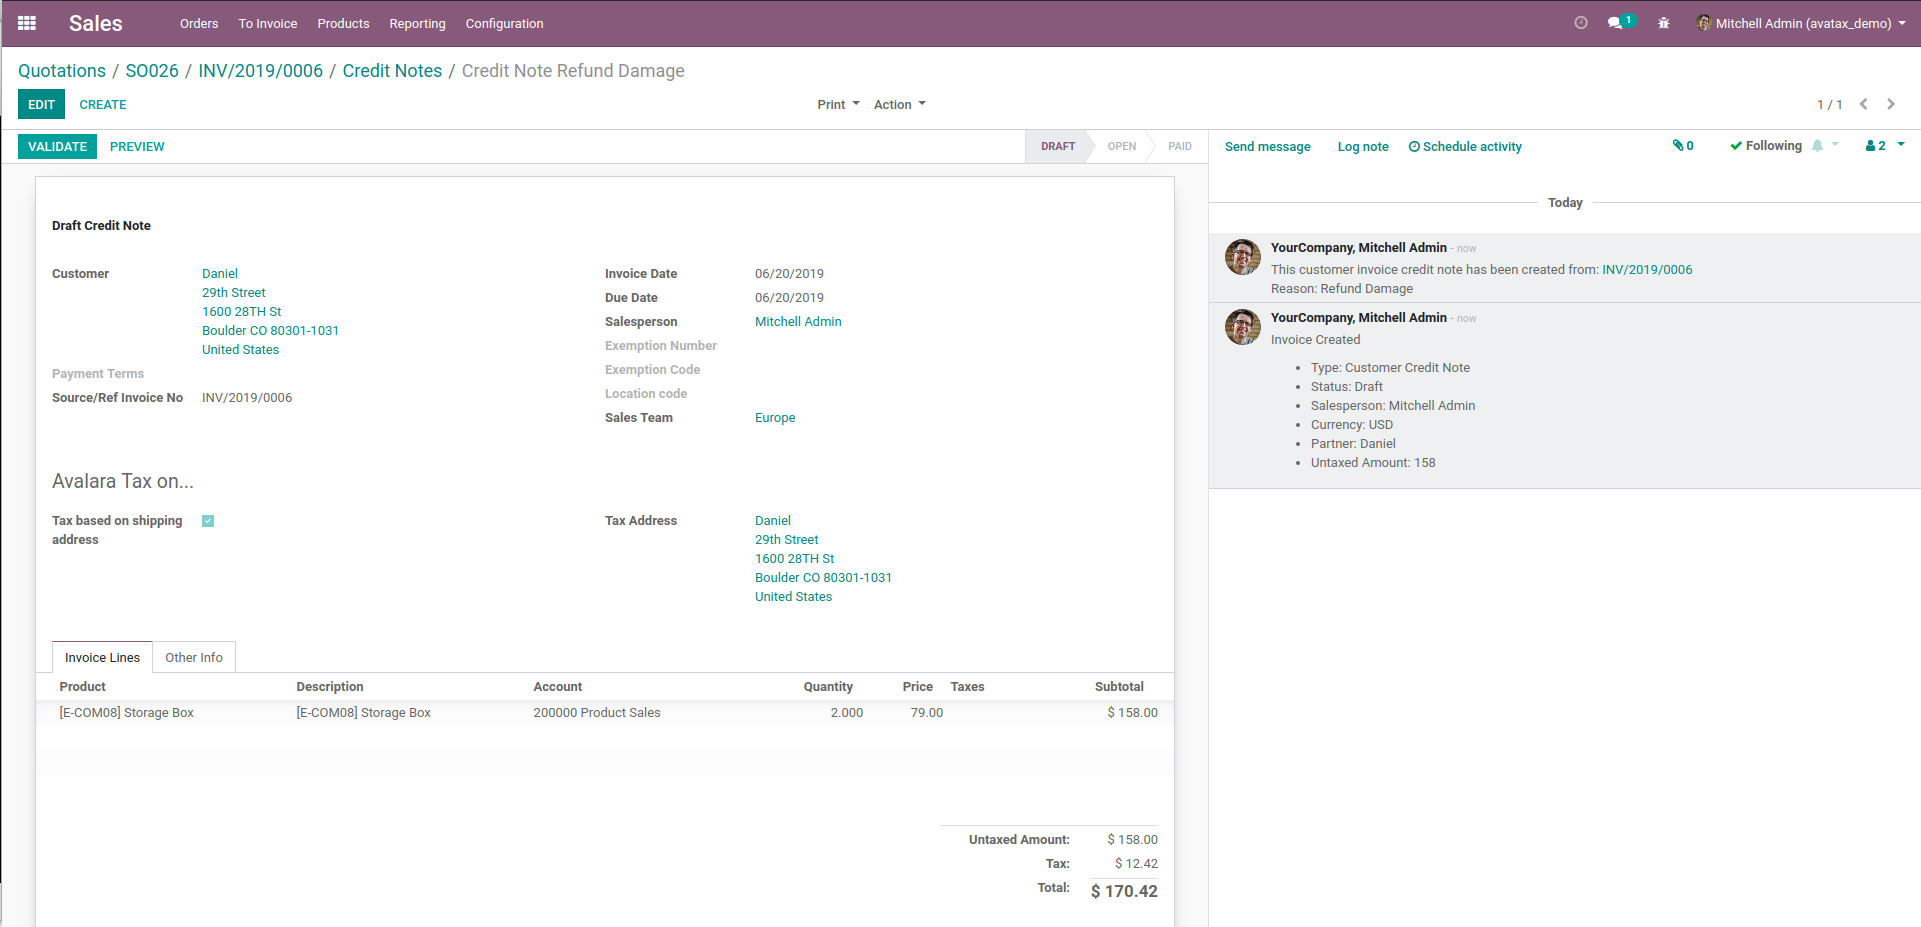 Sales Orders To Invoice Products Reporting Configuration 1 Mitchell Admin (avatax_demo)
Quotations / SO026 / INV/2019/0006 / Credit Notes / Credit Note Refund Damage
EDIT CREATE Print Action 1 / 1
VALIDATE PREVIEW DRAFT OPEN PAID
Draft Credit Note
Customer Daniel
29th Street
1600 28TH St
Boulder CO 80301-1031
United States
Payment Terms
Source/Ref Invoice No INV/2019/0006
Invoice Date 06/20/2019
Due Date 06/20/2019
Salesperson Mitchell Admin
Exemption Number
Exemption Code
Location code
Sales Team Europe
Avalara Tax on...
Tax based on shipping
address
Tax Address Daniel
29th Street
1600 28TH St
Boulder CO 80301-1031
United States
Invoice Lines Other Info
Product Description Account Quantity Price Taxes Subtotal
[E-COM08] Storage Box [E-COM08] Storage Box 200000 Product Sales 2.000 79.00 $ 158.00
Untaxed Amount: $ 158.00
Tax: $ 12.42
Total: $ 170.42
Send message Log note Schedule activity 0 Following 2
Today
YourCompany, Mitchell Admin - now
This customer invoice credit note has been created from: INV/2019/0006
Reason: Refund Damage
YourCompany, Mitchell Admin - now
Invoice Created
• Type: Customer Credit Note
• Status: Draft
• Salesperson: Mitchell Admin
• Currency: USD
• Partner: Daniel
• Untaxed Amount: 158